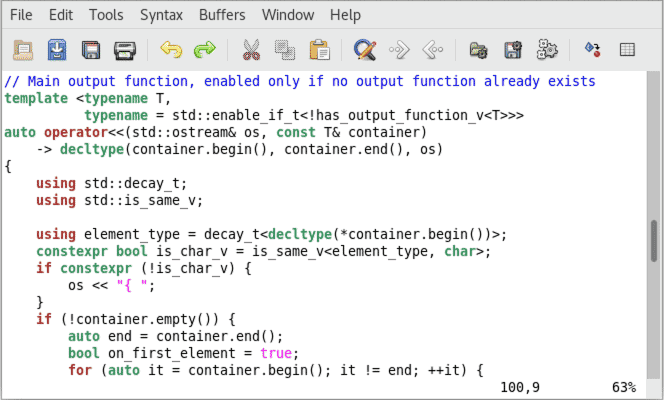 File Edit Tools Syntax Buffers Window Help
// Main output function, enabled only if no output function already exists
template <typename T,
          typename = std::enable_if_t<!has_output_function_v<T>>>
auto operator<<(std::ostream& os, const T& container)
    -> decltype(container.begin(), container.end(), os)
{
    using std::decay_t;
    using std::is_same_v;

    using element_type = decay_t<decltype(*container.begin())>;
    constexpr bool is_char_v = is_same_v<element_type, char>;
    if constexpr (!is_char_v) {
        os << "{ ";
    }
    if (!container.empty()) {
        auto end = container.end();
        bool on_first_element = true;
        for (auto it = container.begin(); it != end; ++it) {
100,9 63%